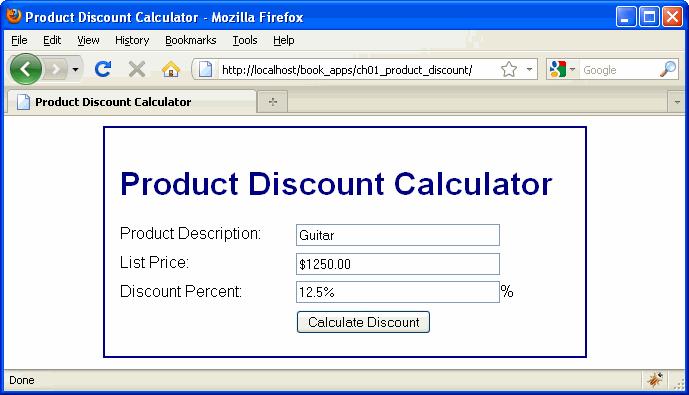 Product Discount Calculator - Mozilla Firefox
File Edit View History Bookmarks Tools Help
http://localhost/book_apps/ch01_product_discount/ Google
Product Discount Calculator
Product Discount Calculator
Product Description: Guitar
List Price: $1250.00
Discount Percent: 12.5% %
Calculate Discount
Done